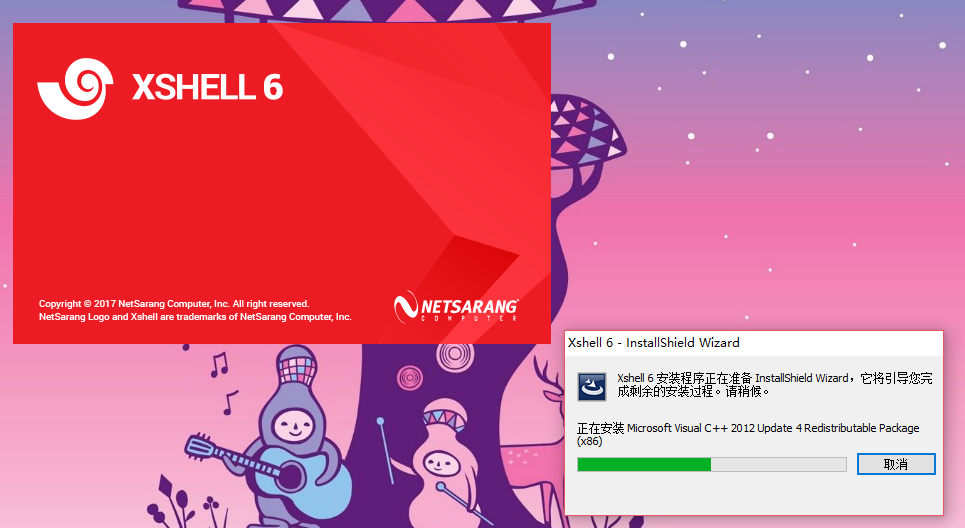 XSHELL 6
Copyright © 2017 NetSarang Computer, Inc. All right reserved.
NetSarang Logo and Xshell are trademarks of NetSarang Computer, Inc.
NETSARANG
COMPUTER
Xshell 6 - InstallShield Wizard
Xshell 6 安装程序正在准备 InstallShield Wizard，它将引导您完
成剩余的安装过程。请稍候。
正在安装 Microsoft Visual C++ 2012 Update 4 Redistributable Package
(x86)
取消